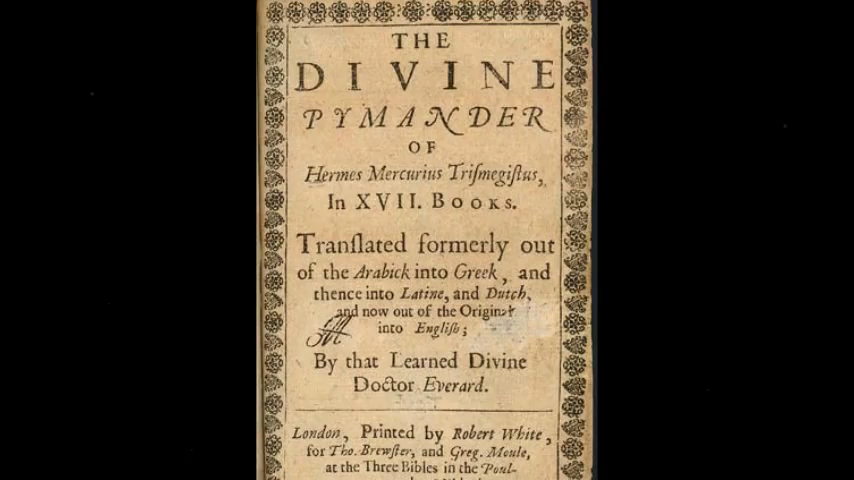 THE
DIVINE
PYMANDER
OF
Hermes Mercurius Triſmegiſtus,
In XVII. Books.
Tranſlated formerly out
of the Arabick into Greek, and
thence into Latine, and Dutch,
and now out of the Original
into Engliſh;
By that Learned Divine
Doctor Everard.
London, Printed by Robert White,
for Tho. Brewſter, and Greg. Moule,
at the Three Bibles in the Poul-